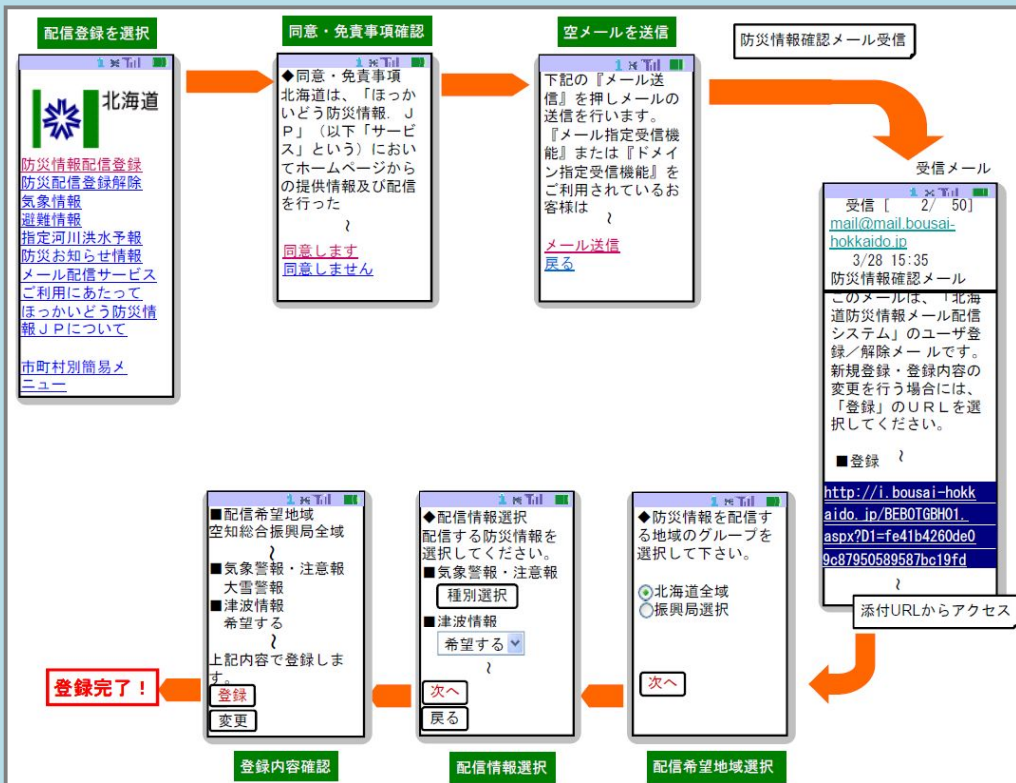 配信登録を選択
北海道
防災情報配信登録
防災配信登録解除
気象情報
避難情報
指定河川洪水予報
防災お知らせ情報
メール配信サービス
ご利用にあたって
ほっかいどう防災情
報ＪＰについて
市町村別簡易メ
ニュー
同意・免責事項確認
◆同意・免責事項
北海道は、「ほっか
いどう防災情報．Ｊ
Ｐ」（以下「サービ
ス」という）におい
てホームページから
の提供情報及び配信
を行った
～
同意します
同意しません
空メールを送信
下記の『メール送
信』を押しメールの
送信を行います。
『メール指定受信機
能』または『ドメイ
ン指定受信機能』を
ご利用されているお
客様は
～
メール送信
戻る
防災情報確認メール受信
受信メール
受信 [ 2/ 50]
mail@mail.bousai-
hokkaido.jp
3/28 15:35
防災情報確認メール
このメールは、「北海
道防災情報メール配信
システム」のユーザ登
録／解除メールです。
新規登録・登録内容の
変更を行う場合には、
「登録」のＵＲＬを選
択してください。
～
■登録
http://i.bousai-hokk
aido.jp/BEBOTGBH01.
aspx?D1=fe41b4260de0
9c87950589587bc19fd
～
添付URLからアクセス
◆防災情報を配信す
る地域のグループを
選択して下さい。
北海道全域
振興局選択
次へ
配信希望地域選択
◆配信情報選択
配信する防災情報を
選択してください。
■気象警報・注意報
種別選択
■津波情報
希望する
～
次へ
戻る
配信情報選択
■配信希望地域
空知総合振興局全域
～
■気象警報・注意報
大雪警報
■津波情報
希望する
～
上記内容で登録しま
す。
登録
変更
登録内容確認
登録完了！